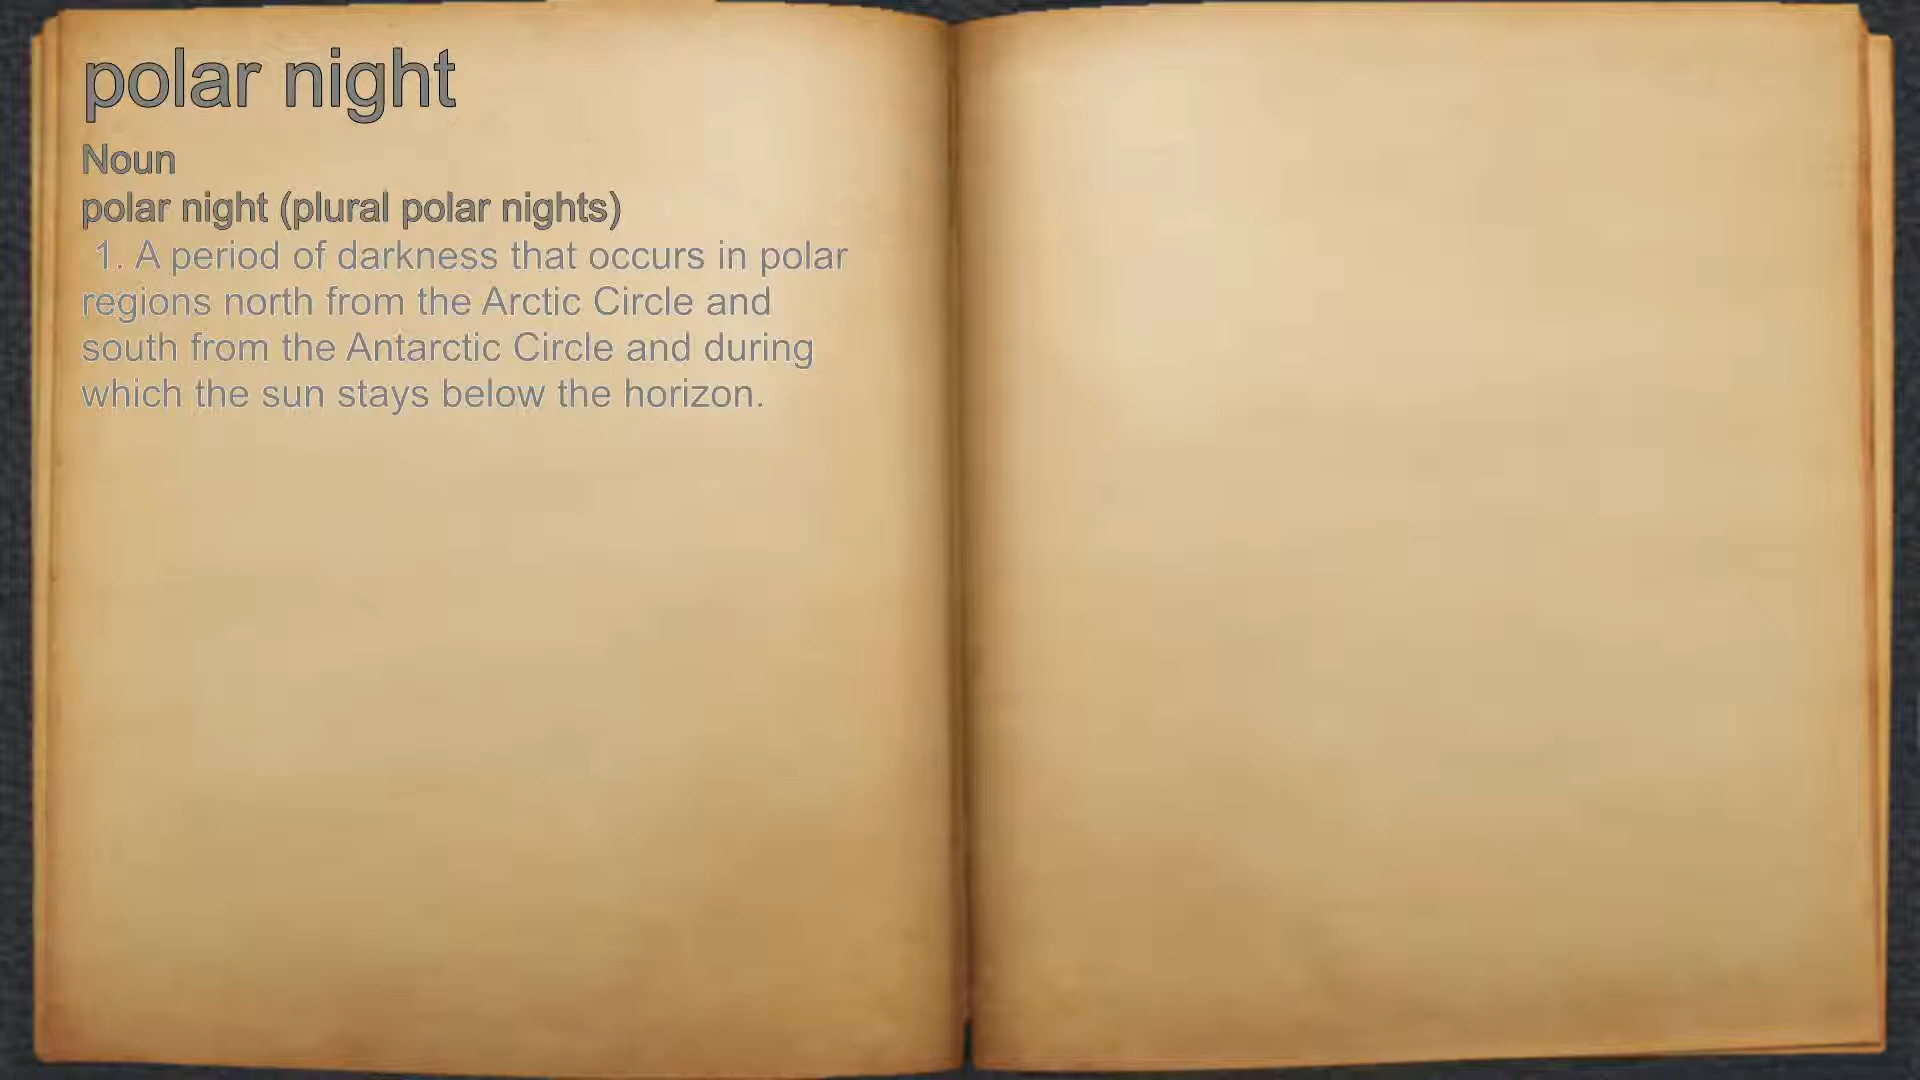 polar night
Noun
polar night (plural polar nights)
1. A period of darkness that occurs in polar
regions north from the Arctic Circle and
south from the Antarctic Circle and during
which the sun stays below the horizon.